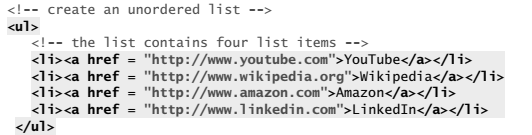 <!-- create an unordered list -->
<ul>
<!-- the list contains four list items -->
<li><a href = "http://www.youtube.com">YouTube</a></li>
<li><a href = "http://www.wikipedia.org">Wikipedia</a></li>
<li><a href = "http://www.amazon.com">Amazon</a></li>
<li><a href = "http://www.linkedin.com">LinkedIn</a></li>
</ul>